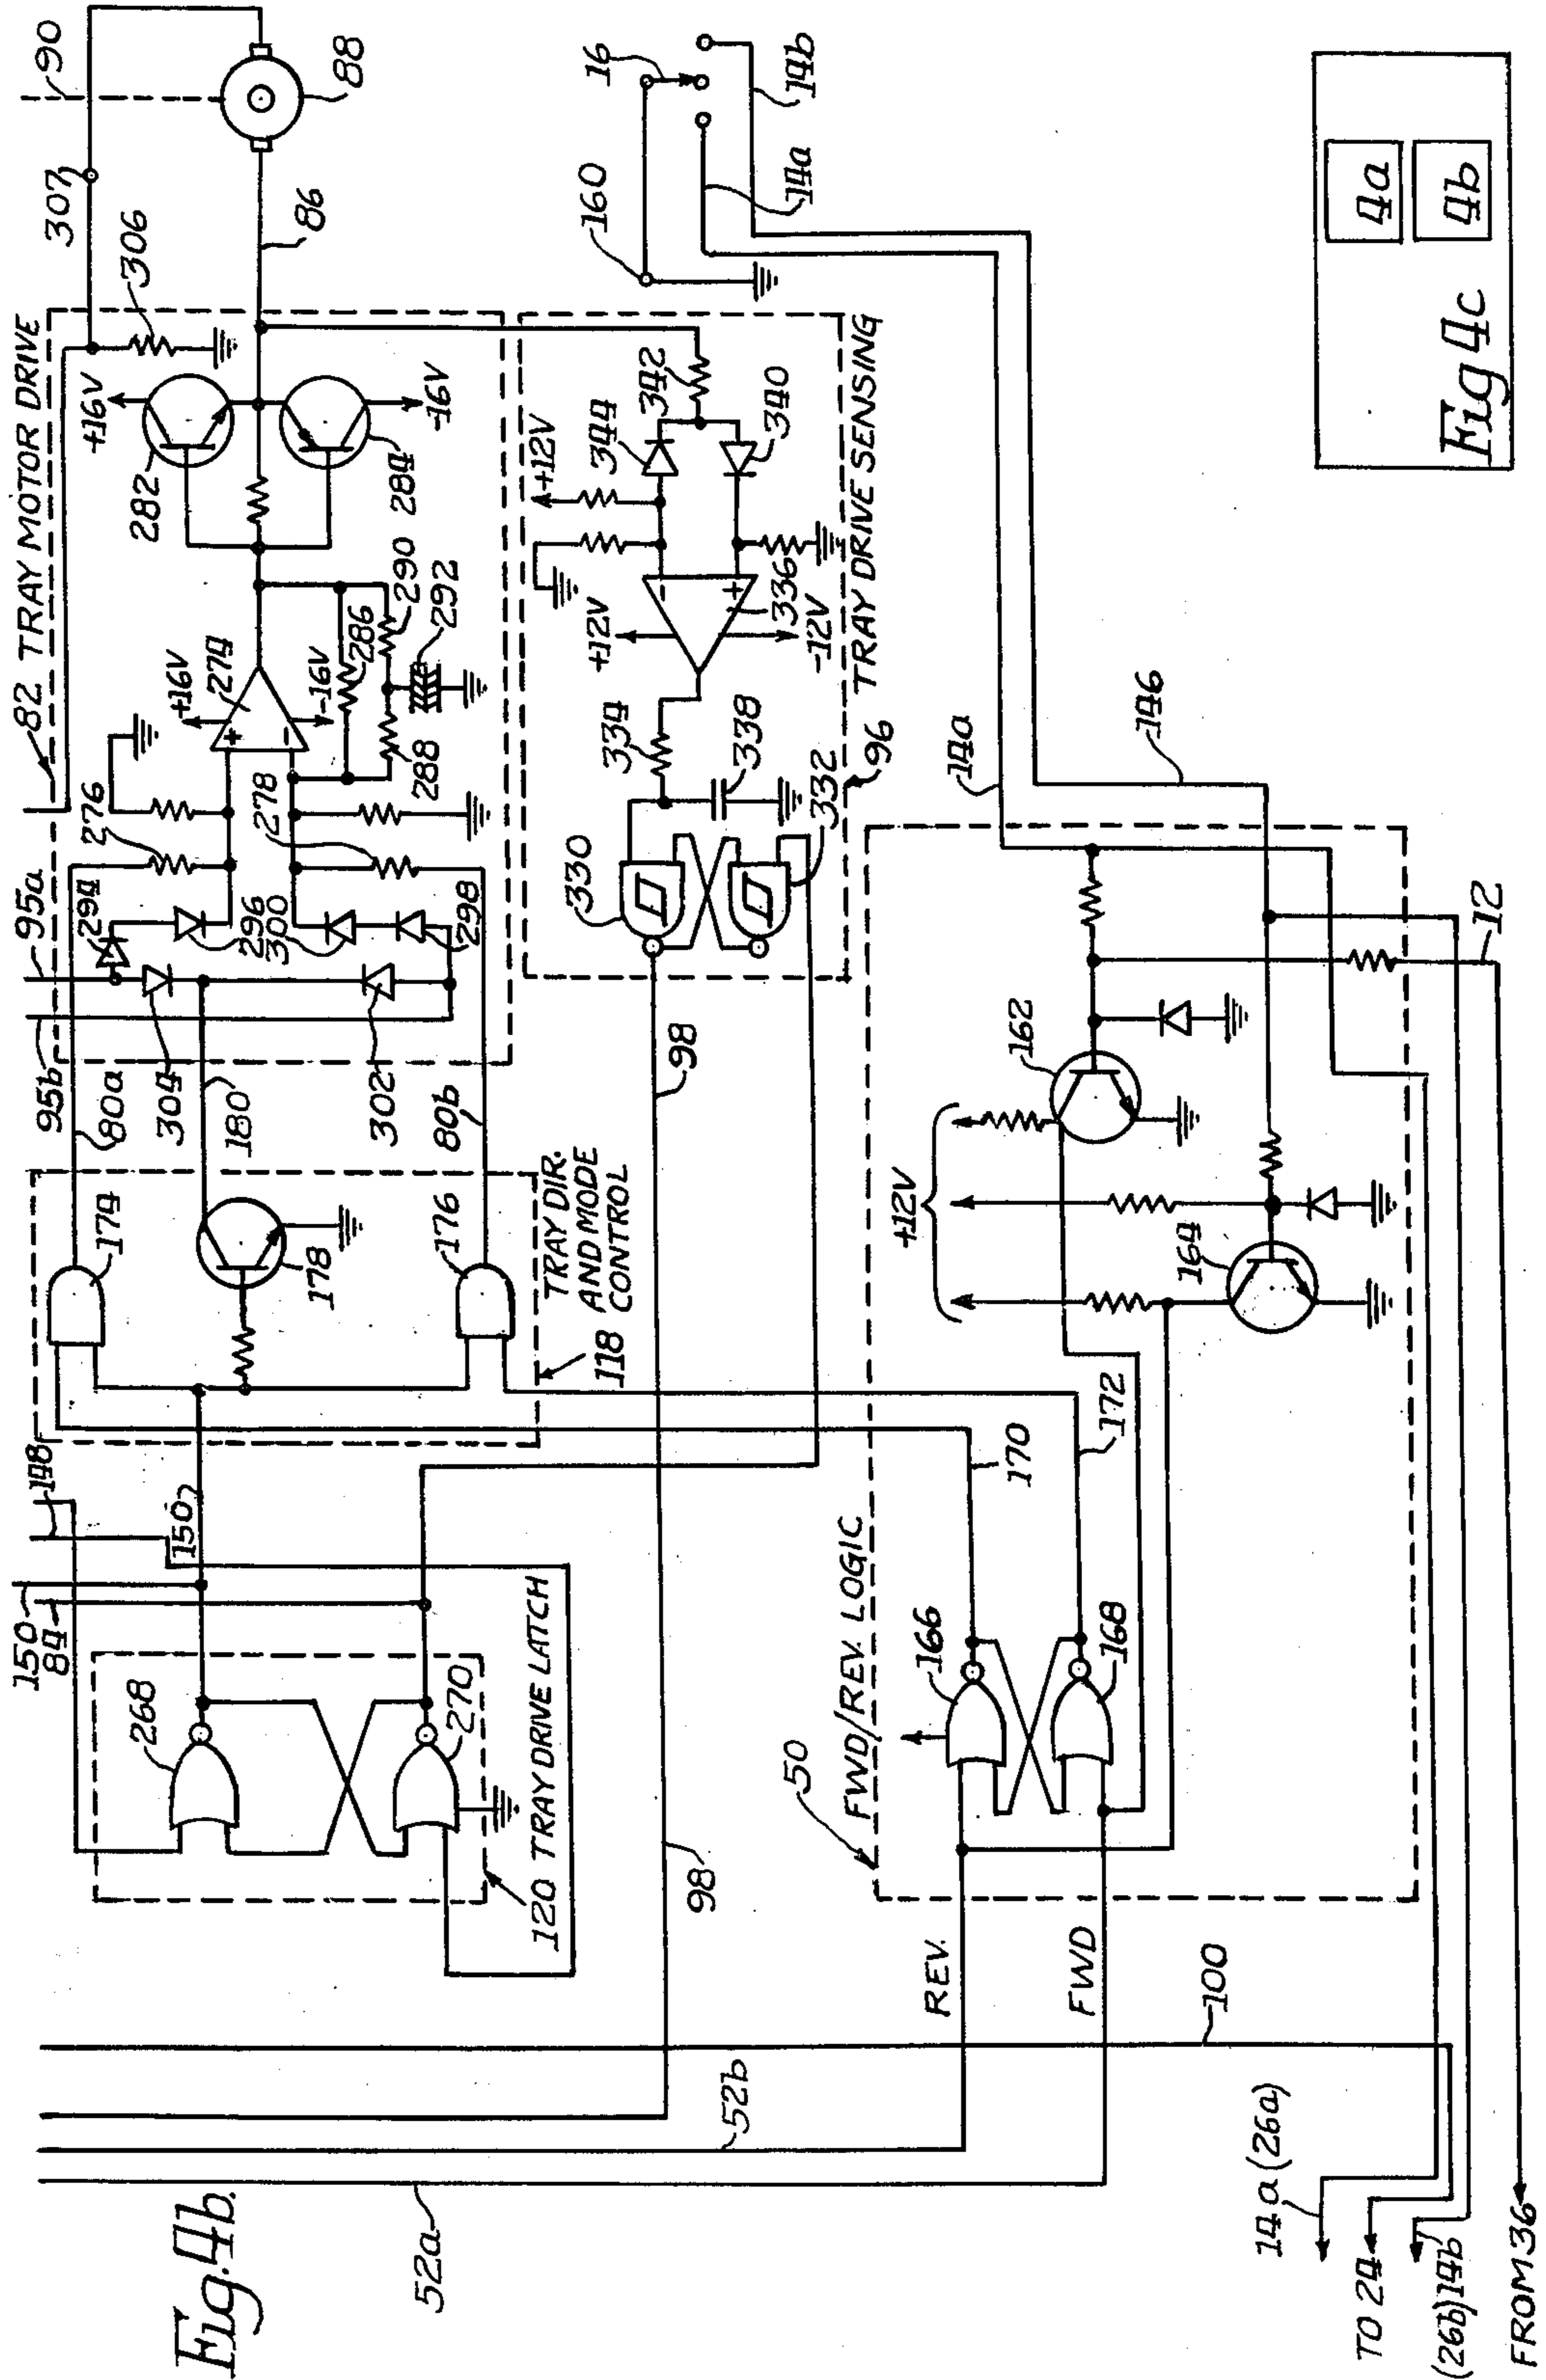 82 TRAY MOTOR DRIVE
90
307
306
88
86
95a
95b
80a
294
276
296
300
298
304
180
302
80b
278
+16V
274
-16V
286
288
290
292
+16V
282
284
-16V
16
160
14b
14a
344
+12V
342
340
+12V
336
-12V
334
338
330
332
96
TRAY DRIVE SENSING
98
174
178
176
118
TRAY DIR.
AND MODE
CONTROL
148
150
84
150
268
270
120 TRAY DRIVE LATCH
98
14a
146
12
162
+12V
164
172
170
50
FWD/REV. LOGIC
166
168
REV.
FWD
100
52b
52a
14a (26a)
TO 24
(26b) 14b
FROM 36
4a
4b
Fig 4c
Fig. 4b.